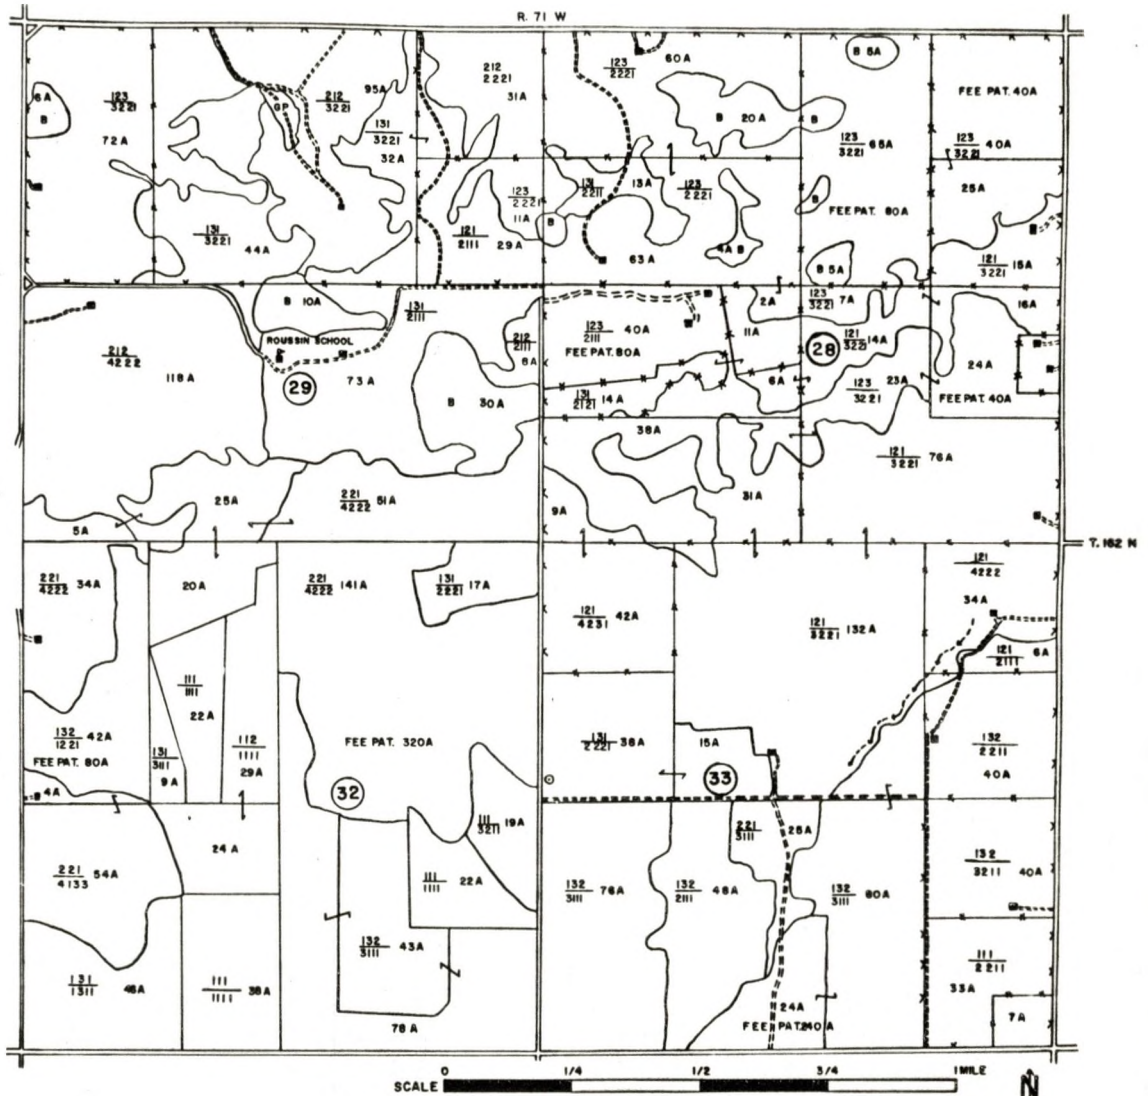 R. 71 W
6A
B
123
3221
72A
GP
212
3221
95A
131
3221
32A
131
3221
44A
212
2221
31A
123
2221
11A
121
2111
29A
123
2221
60A
B 20A
B
131
2211
13A
123
2221
B
4A B
63A
B 5A
123
3221 65A
B
FEE PAT. 80A
B 5A
FEE PAT. 40A
123
3221 40A
25A
121
3221 15A
B 10A
131
2111
ROUSSIN SCHOOL
212
4222
118A
29
73A
212
2111
6A
B 30A
25A
5A
221
4222 51A
123
2111 40A
FEE PAT. 80A
2A
11A
123
3221 7A
28
121
3221 14A
6A
123
3221 23A
131
2121 14A
38A
31A
9A
16A
24A
FEE PAT. 40A
121
3221 76A
T. 162 N
221
4222 34A
20A
221
4222 141A
131
2221 17A
111
1111
22A
132
1221 42A
FEE PAT. 80A
131
3111
9A
112
1111
29A
FEE PAT. 320A
32
4A
24A
111
3211 19A
221
4133 54A
111
1111 22A
132
3111 43A
131
1311 46A
111
1111 38A
78A
121
4231 42A
121
3221 132A
121
4222
34A
121
2111 6A
131
2221 38A
15A
33
132
2211
40A
221
3111
25A
132
3111 76A
132
2111 48A
132
3111 80A
132
3211 40A
111
2211
33A
7A
24A
FEE PAT. 240A
SCALE 0 1/4 1/2 3/4 1 MILE
N